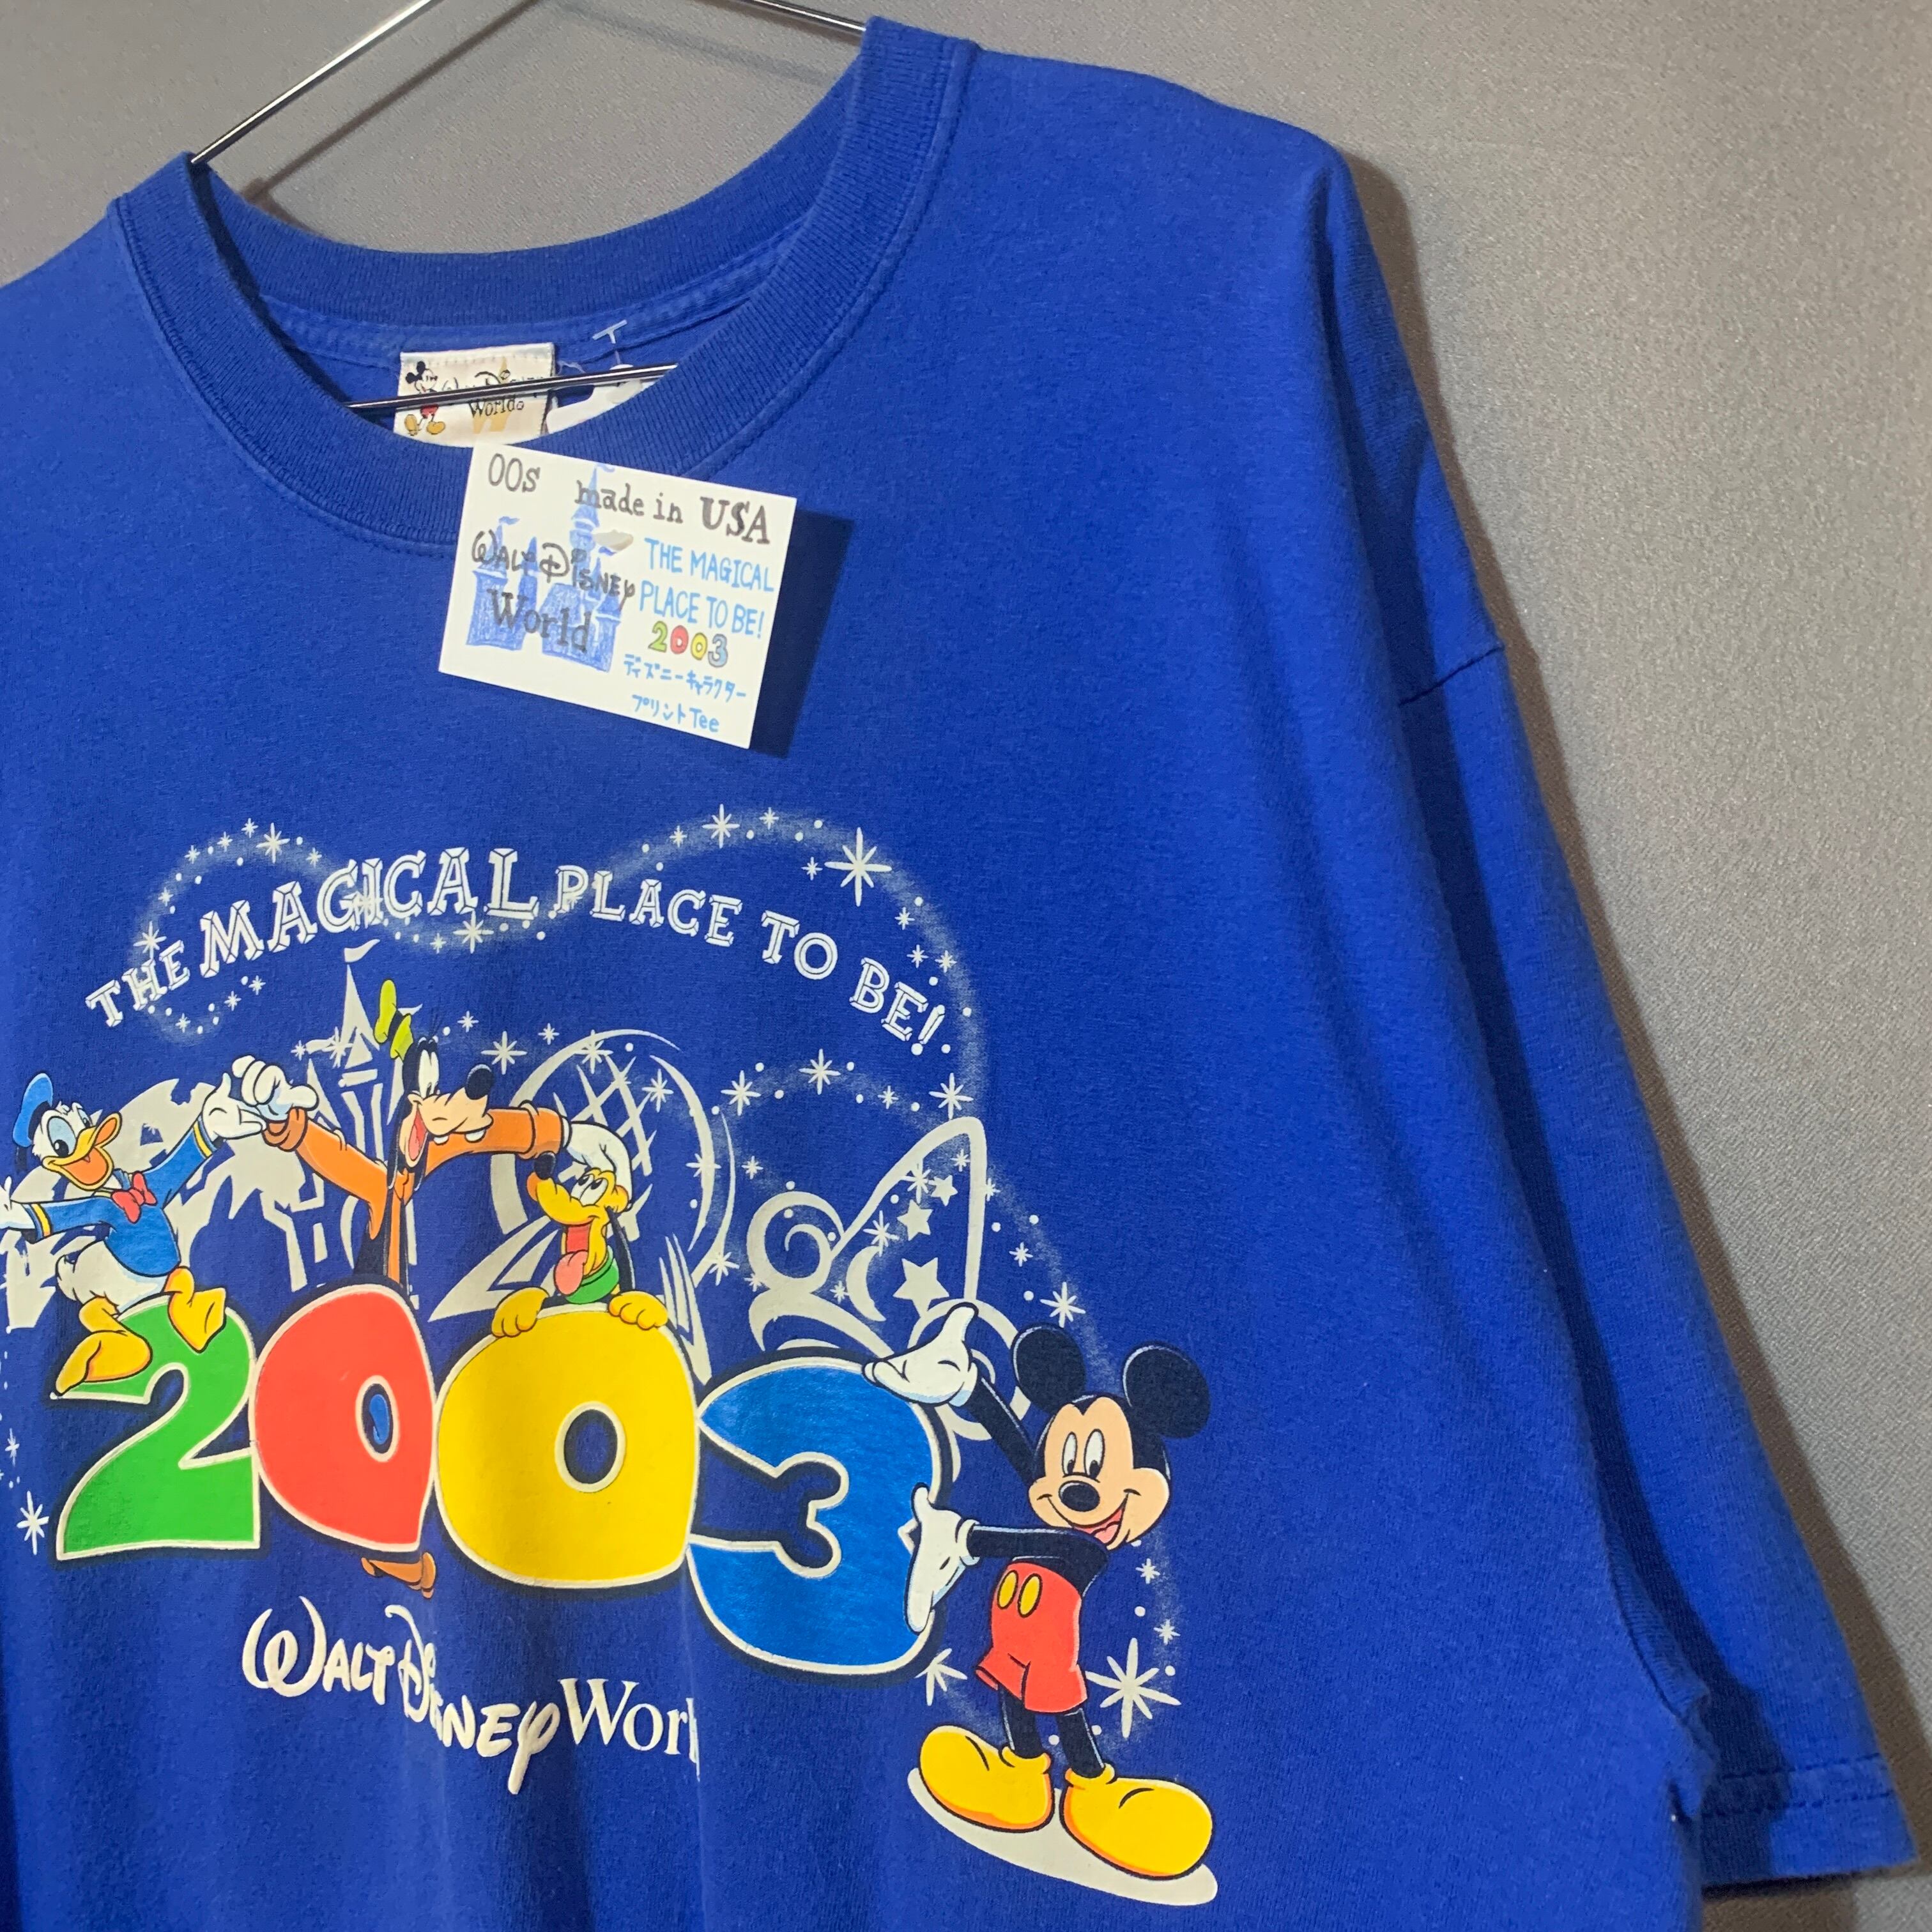 Walt Disney
World
00s made in USA
Walt Disney
World
THE MAGICAL
PLACE TO BE!
2003
ディズニーキャラクター
プリントTee
THE MAGICAL PLACE TO BE!
2003
Walt Disney Worl